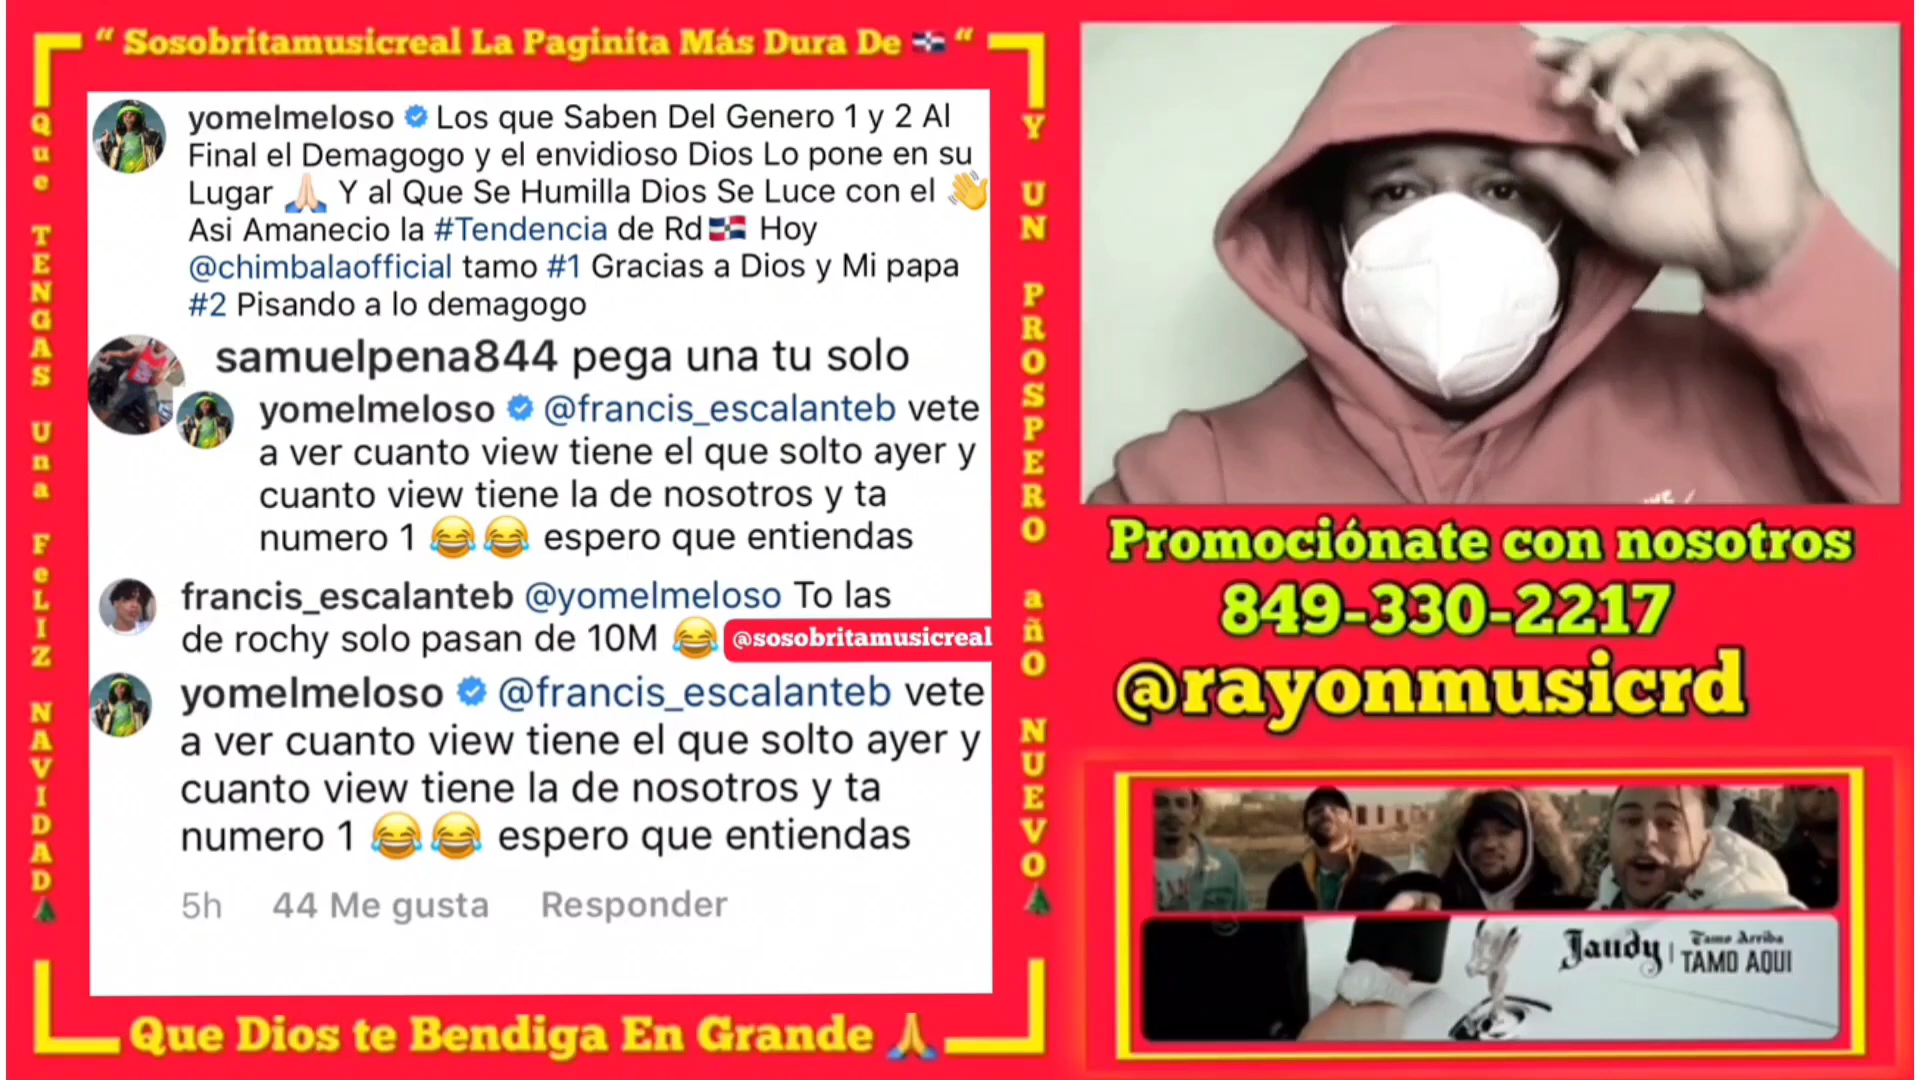 “ Sosobritamusicreal La Paginita Más Dura De 🇩🇴 “
Que TENGAS Una FeLIZ NAVIDAD🎄
yomelmeloso Los que Saben Del Genero 1 y 2 Al
Final el Demagogo y el envidioso Dios Lo pone en su
Lugar 🙏🏻 Y al Que Se Humilla Dios Se Luce con el 👋
Asi Amanecio la #Tendencia de Rd🇩🇴 Hoy
@chimbalaofficial tamo #1 Gracias a Dios y Mi papa
#2 Pisando a lo demagogo
samuelpena844 pega una tu solo
yomelmeloso @francis_escalanteb vete
a ver cuanto view tiene el que solto ayer y
cuanto view tiene la de nosotros y ta
numero 1 😂😂 espero que entiendas
francis_escalanteb @yomelmeloso To las
de rochy solo pasan de 10M 😂
@sosobritamusicreal
yomelmeloso @francis_escalanteb vete
a ver cuanto view tiene el que solto ayer y
cuanto view tiene la de nosotros y ta
numero 1 😂😂 espero que entiendas
5h 44 Me gusta Responder
Que Dios te Bendiga En Grande 🙏
Y UN PROSPERO año NUEVO🎄
Promociónate con nosotros
849-330-2217
@rayonmusicrd
Jaudy | Tamo Arriba
TAMO AQUI